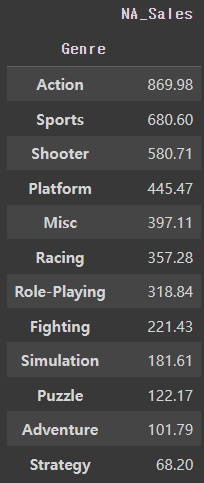 NA_Sales
Genre
Action 869.98
Sports 680.60
Shooter 580.71
Platform 445.47
Misc 397.11
Racing 357.28
Role-Playing 318.84
Fighting 221.43
Simulation 181.61
Puzzle 122.17
Adventure 101.79
Strategy 68.20